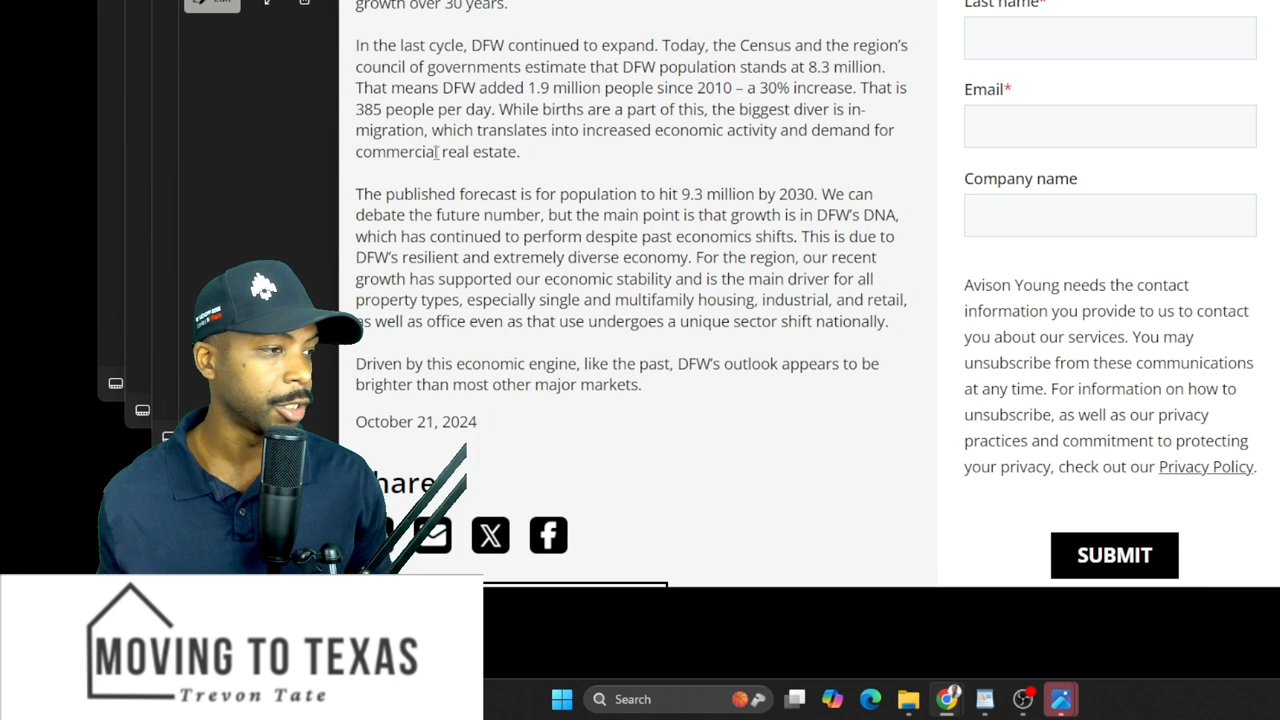 growth over 30 years.
In the last cycle, DFW continued to expand. Today, the Census and the region's
council of governments estimate that DFW population stands at 8.3 million.
That means DFW added 1.9 million people since 2010 – a 30% increase. That is
385 people per day. While births are a part of this, the biggest diver is in-
migration, which translates into increased economic activity and demand for
commercial real estate.
The published forecast is for population to hit 9.3 million by 2030. We can
debate the future number, but the main point is that growth is in DFW's DNA,
which has continued to perform despite past economics shifts. This is due to
DFW's resilient and extremely diverse economy. For the region, our recent
growth has supported our economic stability and is the main driver for all
property types, especially single and multifamily housing, industrial, and retail,
as well as office even as that use undergoes a unique sector shift nationally.
Driven by this economic engine, like the past, DFW's outlook appears to be
brighter than most other major markets.
October 21, 2024
Last name*
Email*
Company name
Avison Young needs the contact
information you provide to us to contact
you about our services. You may
unsubscribe from these communications
at any time. For information on how to
unsubscribe, as well as our privacy
practices and commitment to protecting
your privacy, check out our Privacy Policy.
SUBMIT
MOVING TO TEXAS
Trevon Tate
Search